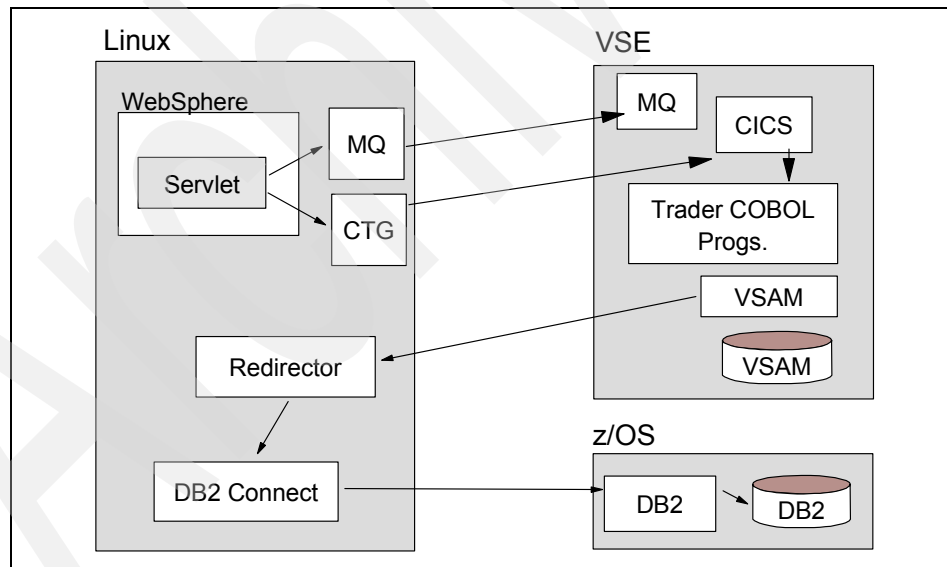 Linux
WebSphere
Servlet
MQ
CTG
Redirector
DB2 Connect
VSE
MQ
CICS
Trader COBOL
Progs.
VSAM
VSAM
z/OS
DB2
DB2